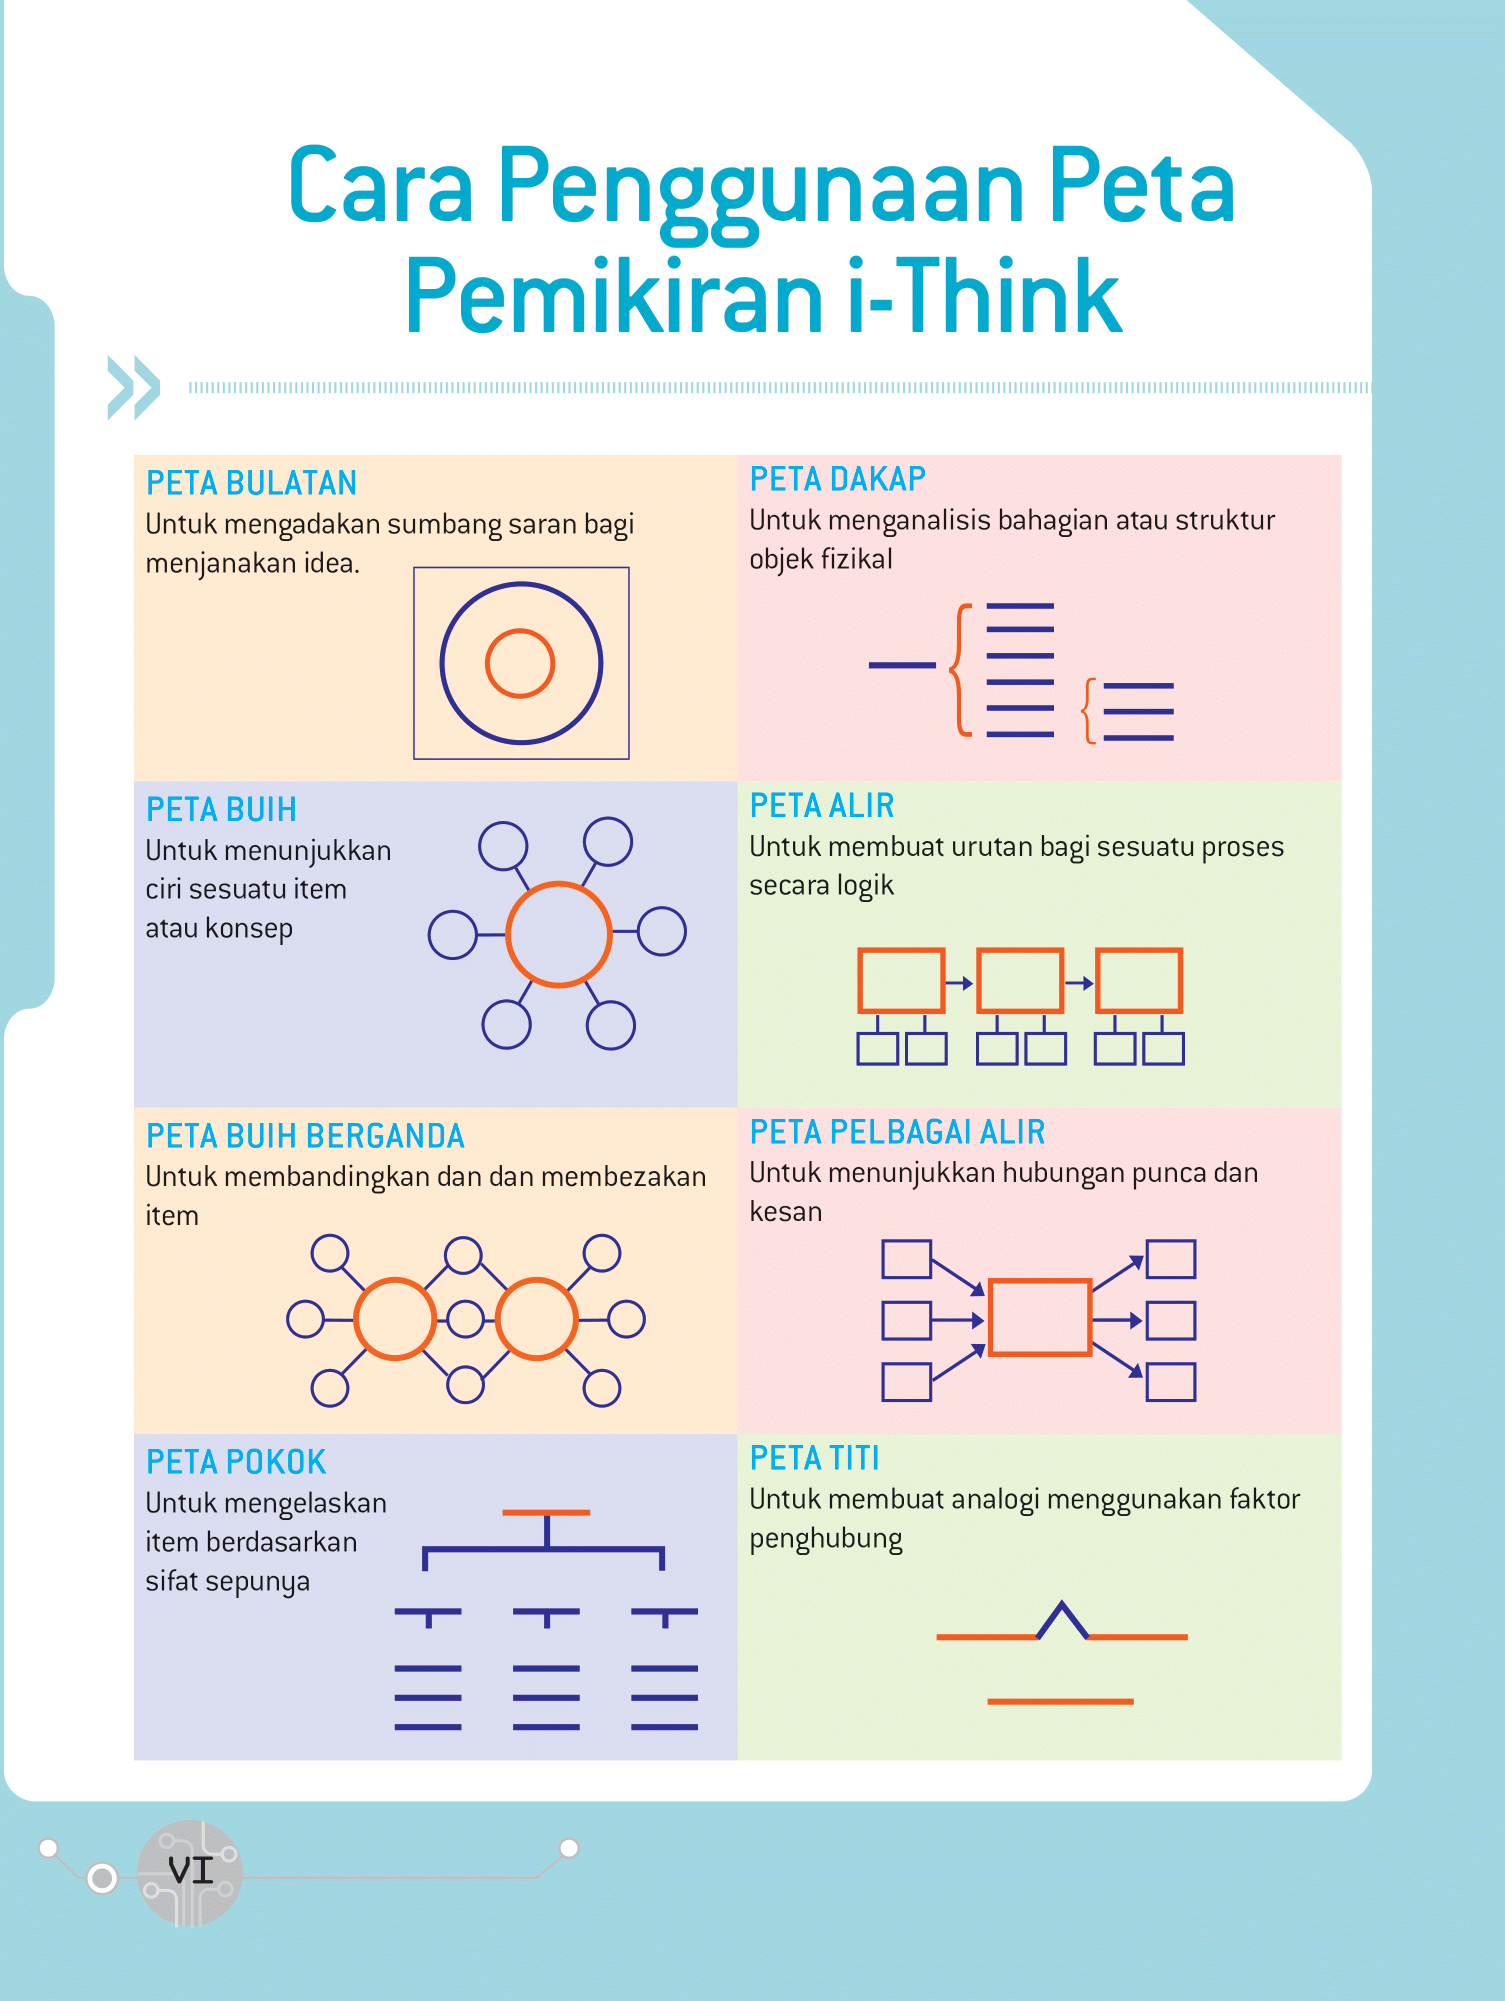 Cara Penggunaan Peta
Pemikiran i-Think
PETA BULATAN
Untuk mengadakan sumbang saran bagi
menjanakan idea.
PETA DAKAP
Untuk menganalisis bahagian atau struktur
objek fizikal
PETA BUIH
Untuk menunjukkan
ciri sesuatu item
atau konsep
PETA ALIR
Untuk membuat urutan bagi sesuatu proses
secara logik
PETA BUIH BERGANDA
Untuk membandingkan dan dan membezakan
item
PETA PELBAGAI ALIR
Untuk menunjukkan hubungan punca dan
kesan
PETA POKOK
Untuk mengelaskan
item berdasarkan
sifat sepunya
PETA TITI
Untuk membuat analogi menggunakan faktor
penghubung
VI